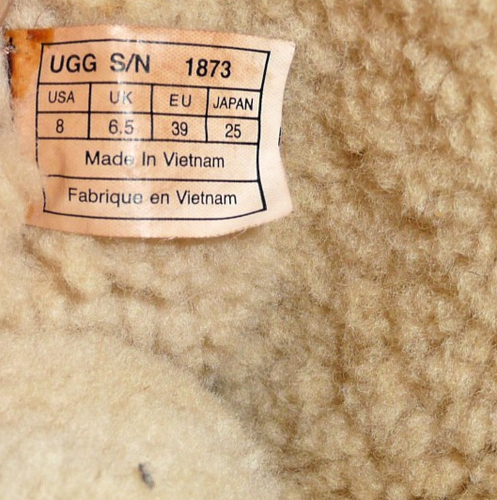 UGG S/N 1873
USA UK EU JAPAN
8 6.5 39 25
Made In Vietnam
Fabrique en Vietnam